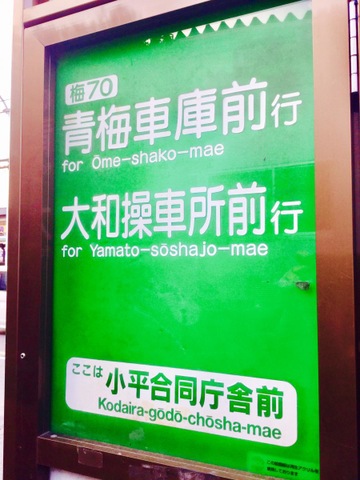 梅70
青梅車庫前行
for Ōme-shako-mae
大和操車所前行
for Yamato-sōshajo-mae
ここは 小平合同庁舎前
Kodaira-gōdō-chōsha-mae